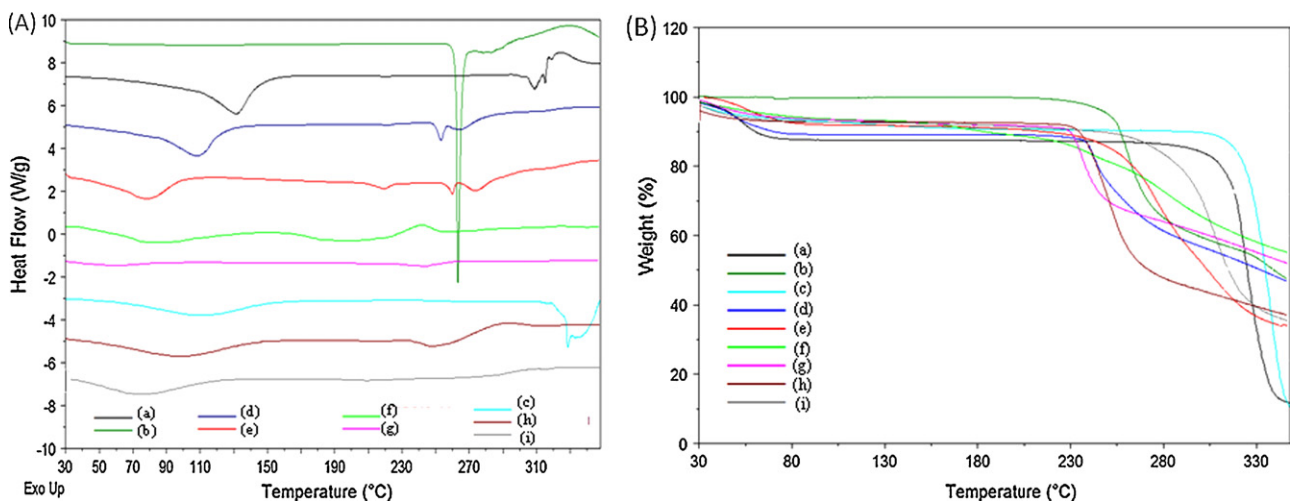 (A)
Heat Flow (W/g)
10
8
6
4
2
0
-2
-4
-6
-8
-10
(a) (d) (f) (c)
(b) (e) (g) (h)
(i)
30 70 110 150 190 230 270 310
Exo Up
Temperature (°C)
(B)
Weight (%)
120
100
80
60
40
20
0
(a)
(b)
(c)
(d)
(e)
(f)
(g)
(h)
(i)
30 80 130 180 230 280 330
Temperature (°C)